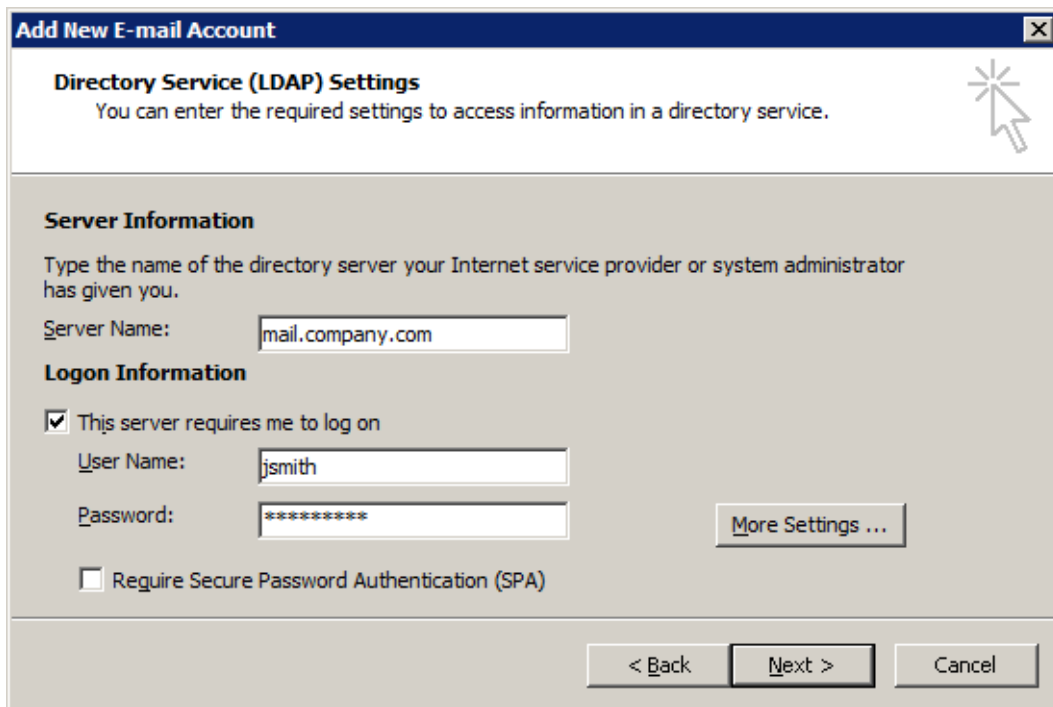 Add New E-mail Account
Directory Service (LDAP) Settings
You can enter the required settings to access information in a directory service.
Server Information
Type the name of the directory server your Internet service provider or system administrator
has given you.
Server Name: mail.company.com
Logon Information
This server requires me to log on
User Name: jsmith
Password: *********
More Settings ...
Require Secure Password Authentication (SPA)
< Back Next > Cancel